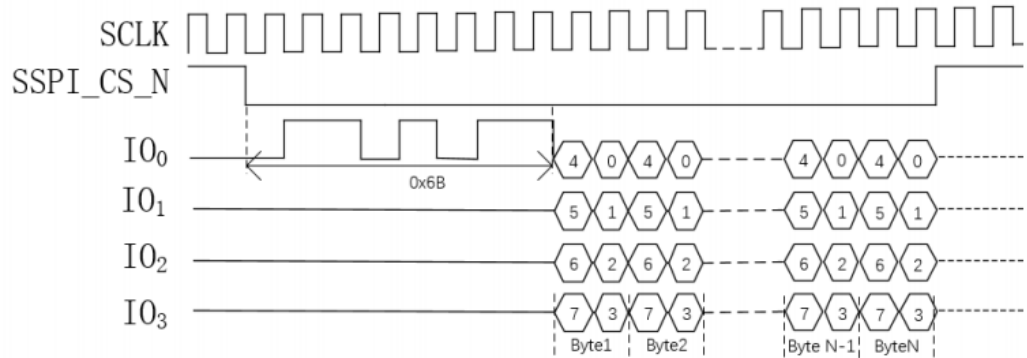 SCLK
SSPI_CS_N
IO0 4 0 4 0 4 0 4 0
0x6B
IO1 5 1 5 1 5 1 5 1
IO2 6 2 6 2 6 2 6 2
IO3 7 3 7 3 7 3 7 3
Byte1 Byte2 Byte N-1 ByteN